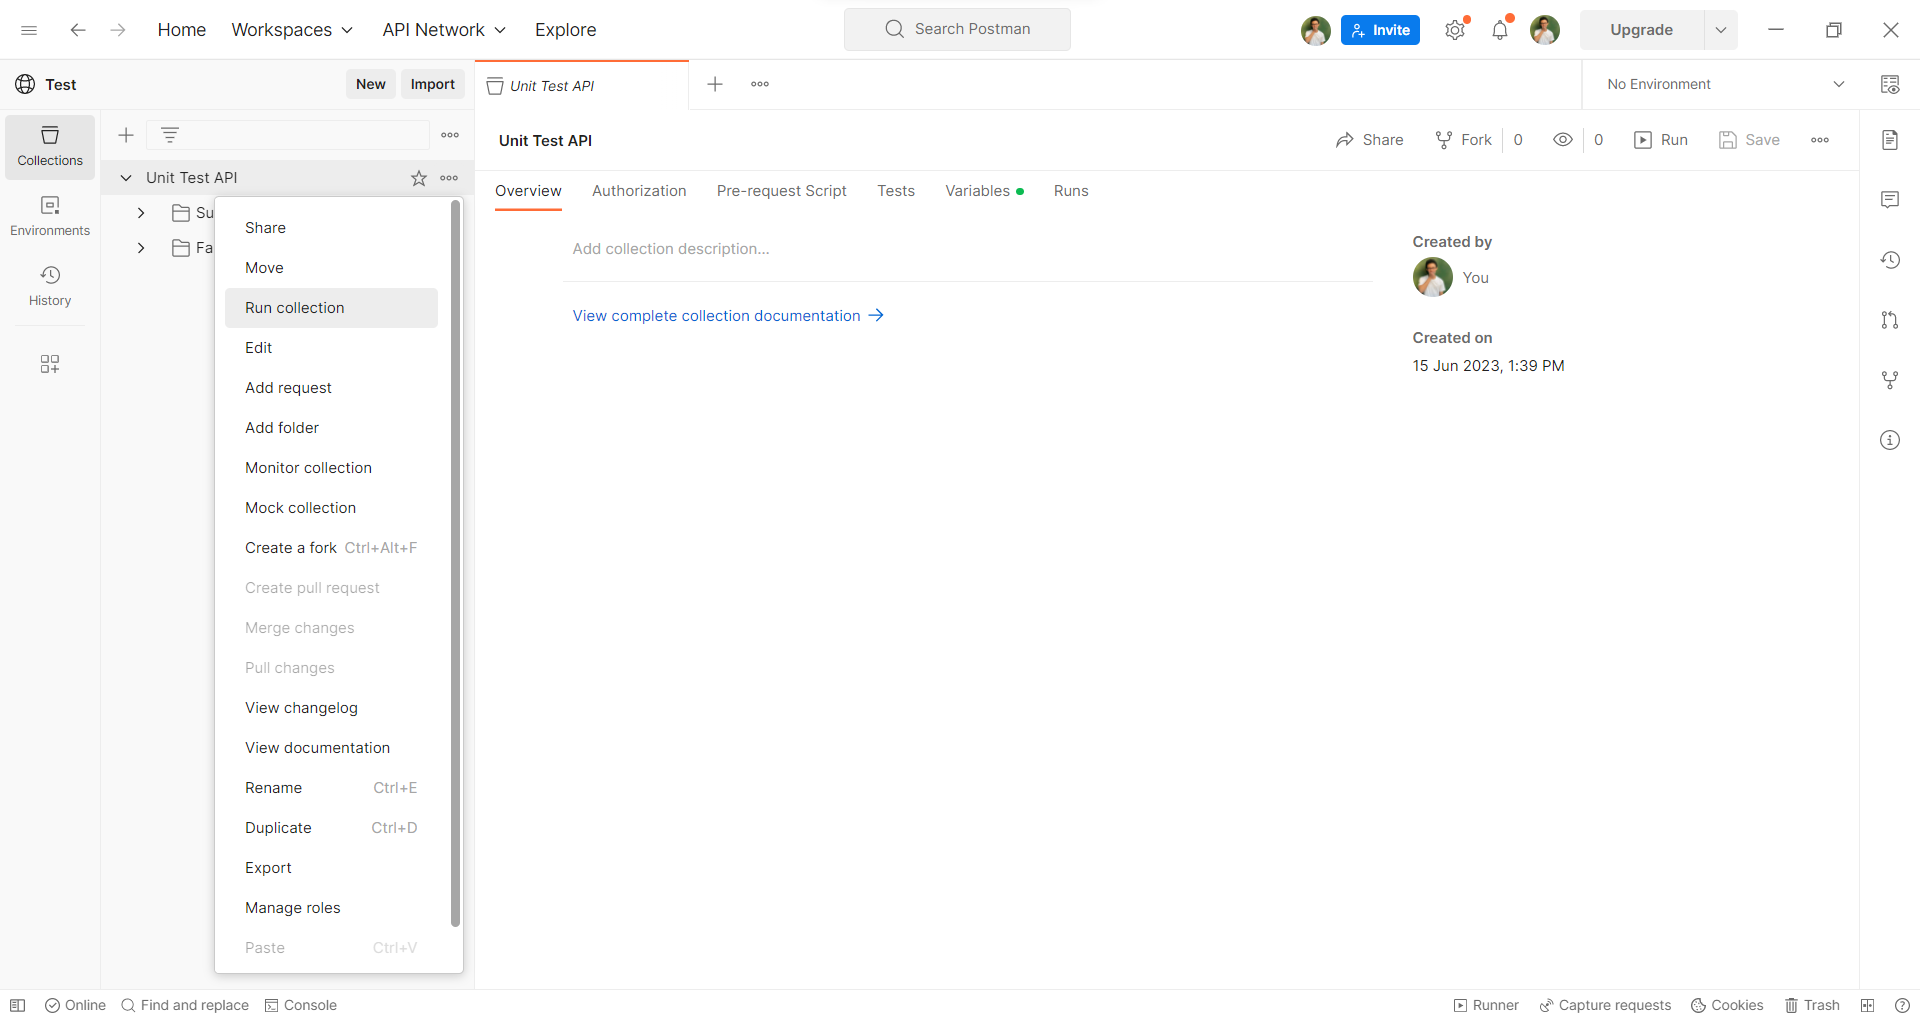 Home Workspaces API Network Explore Search Postman Invite Upgrade
Test New Import Unit Test API No Environment
Collections
Environments
History
Unit Test API
Su
Fa
Share
Move
Run collection
Edit
Add request
Add folder
Monitor collection
Mock collection
Create a fork Ctrl+Alt+F
Create pull request
Merge changes
Pull changes
View changelog
View documentation
Rename Ctrl+E
Duplicate Ctrl+D
Export
Manage roles
Paste Ctrl+V
Unit Test API Share Fork 0 0 Run Save
Overview Authorization Pre-request Script Tests Variables Runs
Add collection description...
View complete collection documentation
Created by
You
Created on
15 Jun 2023, 1:39 PM
Online Find and replace Console Runner Capture requests Cookies Trash